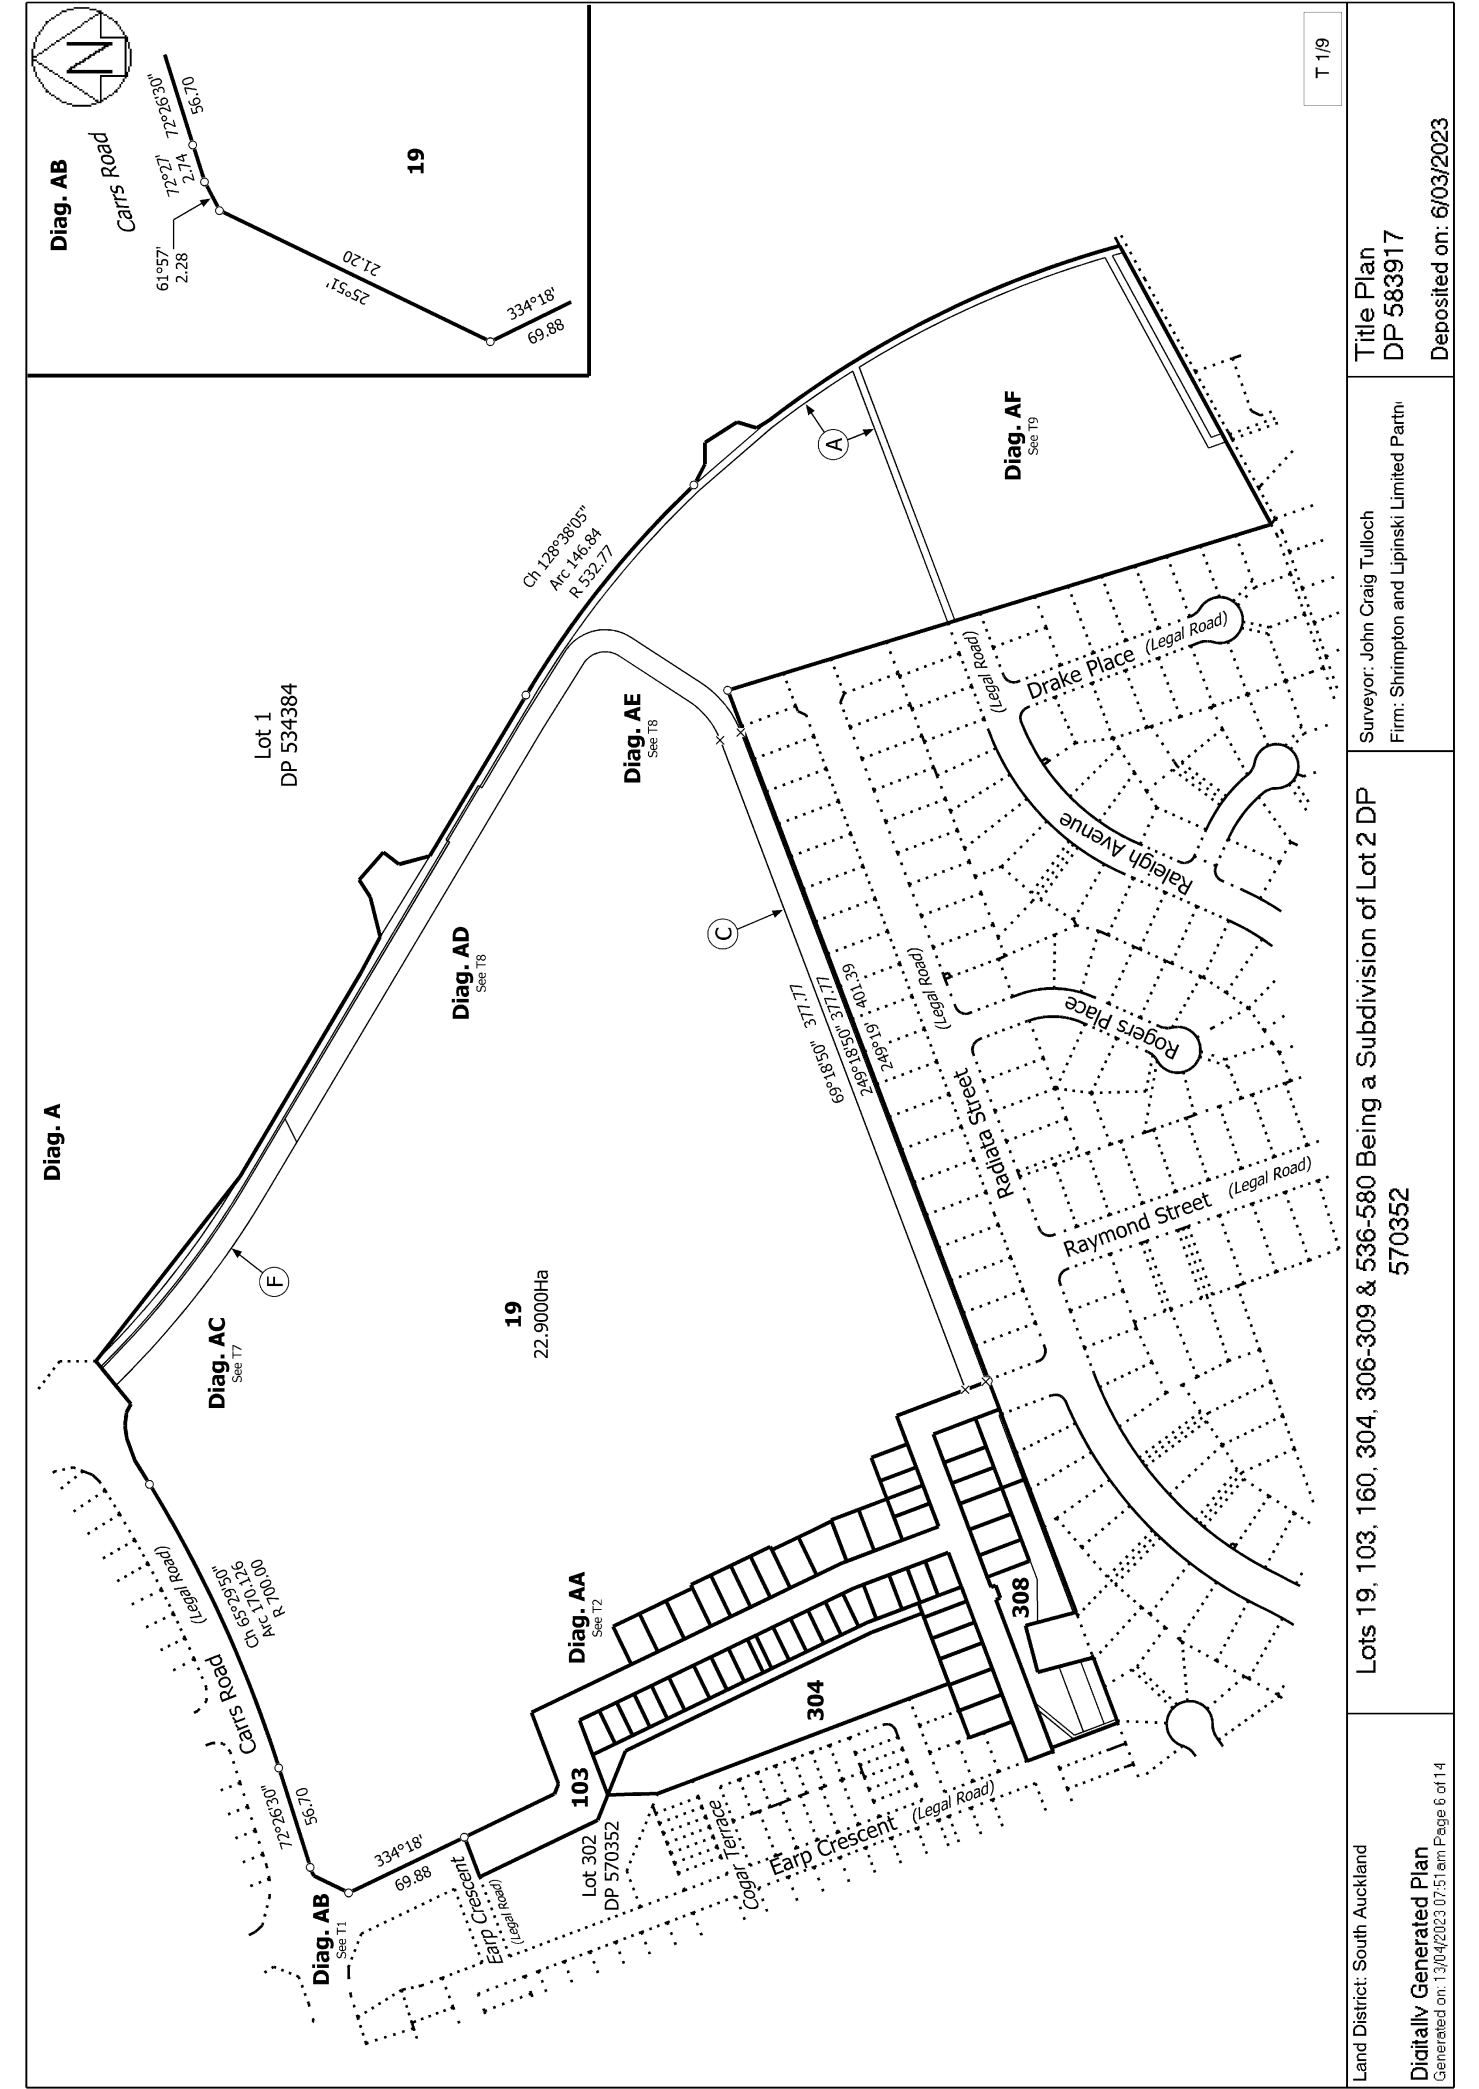 Diag. A
Diag. AB
Carrs Road
72°26'30"
56.70
72°27'
2.74
61°57'
2.28
25°51'
21.20
334°18'
69.88
19
N
T 1/9
Lot 1
DP 534384
Ch 128°38'05"
Arc 146.84
R 532.77
A
Diag. AF
See T9
Diag. AE
See T8
Diag. AD
See T8
Diag. AC
See T7
F
C
19
22.9000Ha
69°18'50" 377.77
249°18'50" 377.77
249°19' 401.39
(Legal Road)
Carrs Road
Ch 65°29'50"
Arc 170.126
R 700.00
72°26'30"
56.70
334°18'
69.88
Diag. AB
See T1
Diag. AA
See T2
103
304
308
Lot 302
DP 570352
Earp Crescent
(Legal Road)
Cogar Terrace
Earp Crescent (Legal Road)
Radiata Street
(Legal Road)
Raymond Street (Legal Road)
Rogers Place
Raleigh Avenue
(Legal Road)
Drake Place (Legal Road)
Land District: South Auckland
Digitally Generated Plan
Generated on: 13/04/2023 07:51am Page 6 of 14
Lots 19, 103, 160, 304, 306-309 & 536-580 Being a Subdivision of Lot 2 DP
570352
Surveyor: John Craig Tulloch
Firm: Shrimpton and Lipinski Limited Partn
Title Plan
DP 583917
Deposited on: 6/03/2023